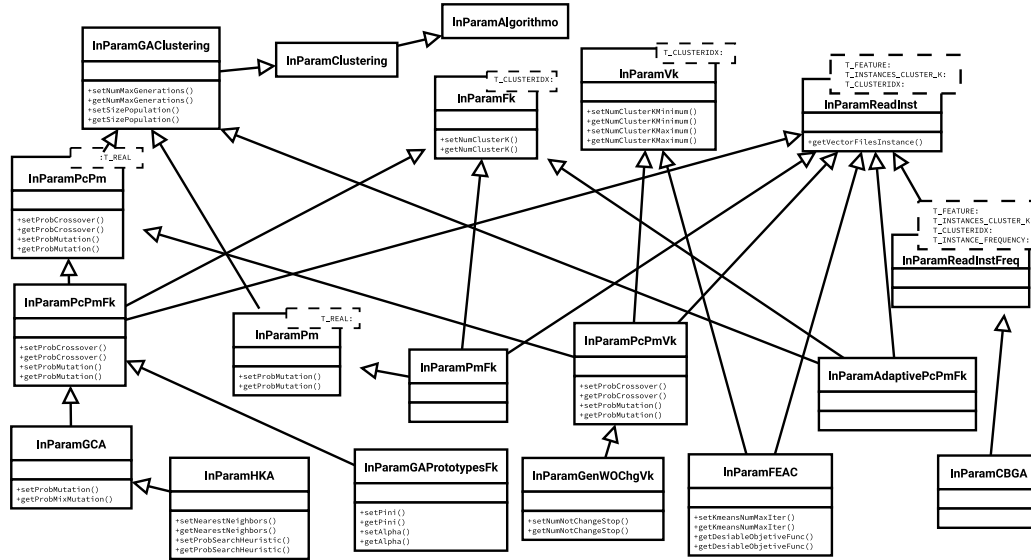 InParamAlgorithmo
InParamClustering
InParamGAClustering
+setNumMaxGenerations()
+getNumMaxGenerations()
+setSizePopulation()
+getSizePopulation()
T_CLUSTERIDX:
InParamFk
+setNumClusterK()
+getNumClusterK()
T_CLUSTERIDX:
InParamVk
+setNumClusterKMinimum()
+getNumClusterKMinimum()
+setNumClusterKMaximum()
+getNumClusterKMaximum()
T_FEATURE:
T_INSTANCES_CLUSTER_K:
T_CLUSTERIDX:
InParamReadInst
+getVectorFilesInstance()
:T_REAL
InParamPcPm
+setProbCrossover()
+getProbCrossover()
+setProbMutation()
+getProbMutation()
T_FEATURE:
T_INSTANCES_CLUSTER_K
T_CLUSTERIDX:
T_INSTANCE_FREQUENCY:
InParamReadInstFreq
InParamPcPmFk
+setProbCrossover()
+getProbCrossover()
+setProbMutation()
+getProbMutation()
T_REAL:
InParamPm
+setProbMutation()
+getProbMutation()
InParamPmFk
InParamPcPmVk
+setProbCrossover()
+getProbCrossover()
+setProbMutation()
+getProbMutation()
InParamAdaptivePcPmFk
InParamGCA
+setProbMutation()
+getProbMixMutation()
InParamHKA
+setNearestNeighbors()
+getNearestNeighbors()
+setProbSearchHeuristic()
+getProbSearchHeuristic()
InParamGAPrototypesFk
+setPini()
+getPini()
+setAlpha()
+getAlpha()
InParamGenWOChgVk
+setNumNotChangeStop()
+getNumNotChangeStop()
InParamFEAC
+setKmeansNumMaxIter()
+getKmeansNumMaxIter()
+getDesiableObjetiveFunc()
+getDesiableObjetiveFunc()
InParamCBGA